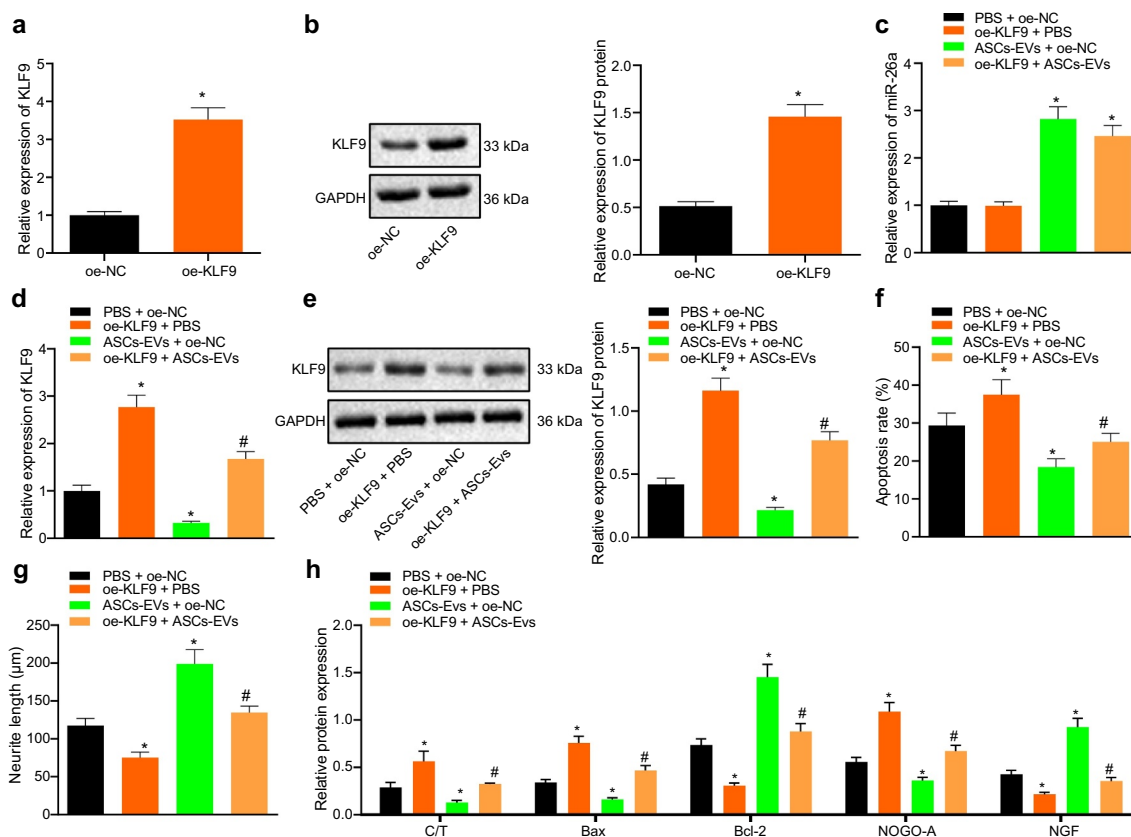 a
Relative expression of KLF9
5
4
3
2
1
0
*
oe-NC
oe-KLF9
b
KLF9
33 kDa
GAPDH
36 kDa
oe-NC
oe-KLF9
Relative expression of KLF9 protein
2.0
1.5
1.0
0.5
0.0
*
oe-NC
oe-KLF9
c
PBS + oe-NC
oe-KLF9 + PBS
ASCs-EVs + oe-NC
oe-KLF9 + ASCs-EVs
Relative expression of miR-26a
4
3
2
1
0
*
*
d
PBS + oe-NC
oe-KLF9 + PBS
ASCs-EVs + oe-NC
oe-KLF9 + ASCs-EVs
Relative expression of KLF9
4
3
2
1
0
*
*
#
e
KLF9
33 kDa
GAPDH
36 kDa
PBS + oe-NC
oe-KLF9 + PBS
ASCs-Evs + oe-NC
oe-KLF9 + ASCs-Evs
PBS + oe-NC
oe-KLF9 + PBS
ASCs-EVs + oe-NC
oe-KLF9 + ASCs-EVs
Relative expression of KLF9 protein
1.5
1.0
0.5
0.0
*
*
#
f
PBS + oe-NC
oe-KLF9 + PBS
ASCs-EVs + oe-NC
oe-KLF9 + ASCs-EVs
Apoptosis rate (%)
50
40
30
20
10
0
*
*
#
g
PBS + oe-NC
oe-KLF9 + PBS
ASCs-EVs + oe-NC
oe-KLF9 + ASCs-EVs
Neurite length (μm)
250
200
150
100
50
0
*
*
#
h
PBS + oe-NC
oe-KLF9 + PBS
ASCs-Evs + oe-NC
oe-KLF9 + ASCs-Evs
Relative protein expression
2.0
1.5
1.0
0.5
0.0
* * #
* * #
* * #
* * #
* * #
C/T
Bax
Bcl-2
NOGO-A
NGF